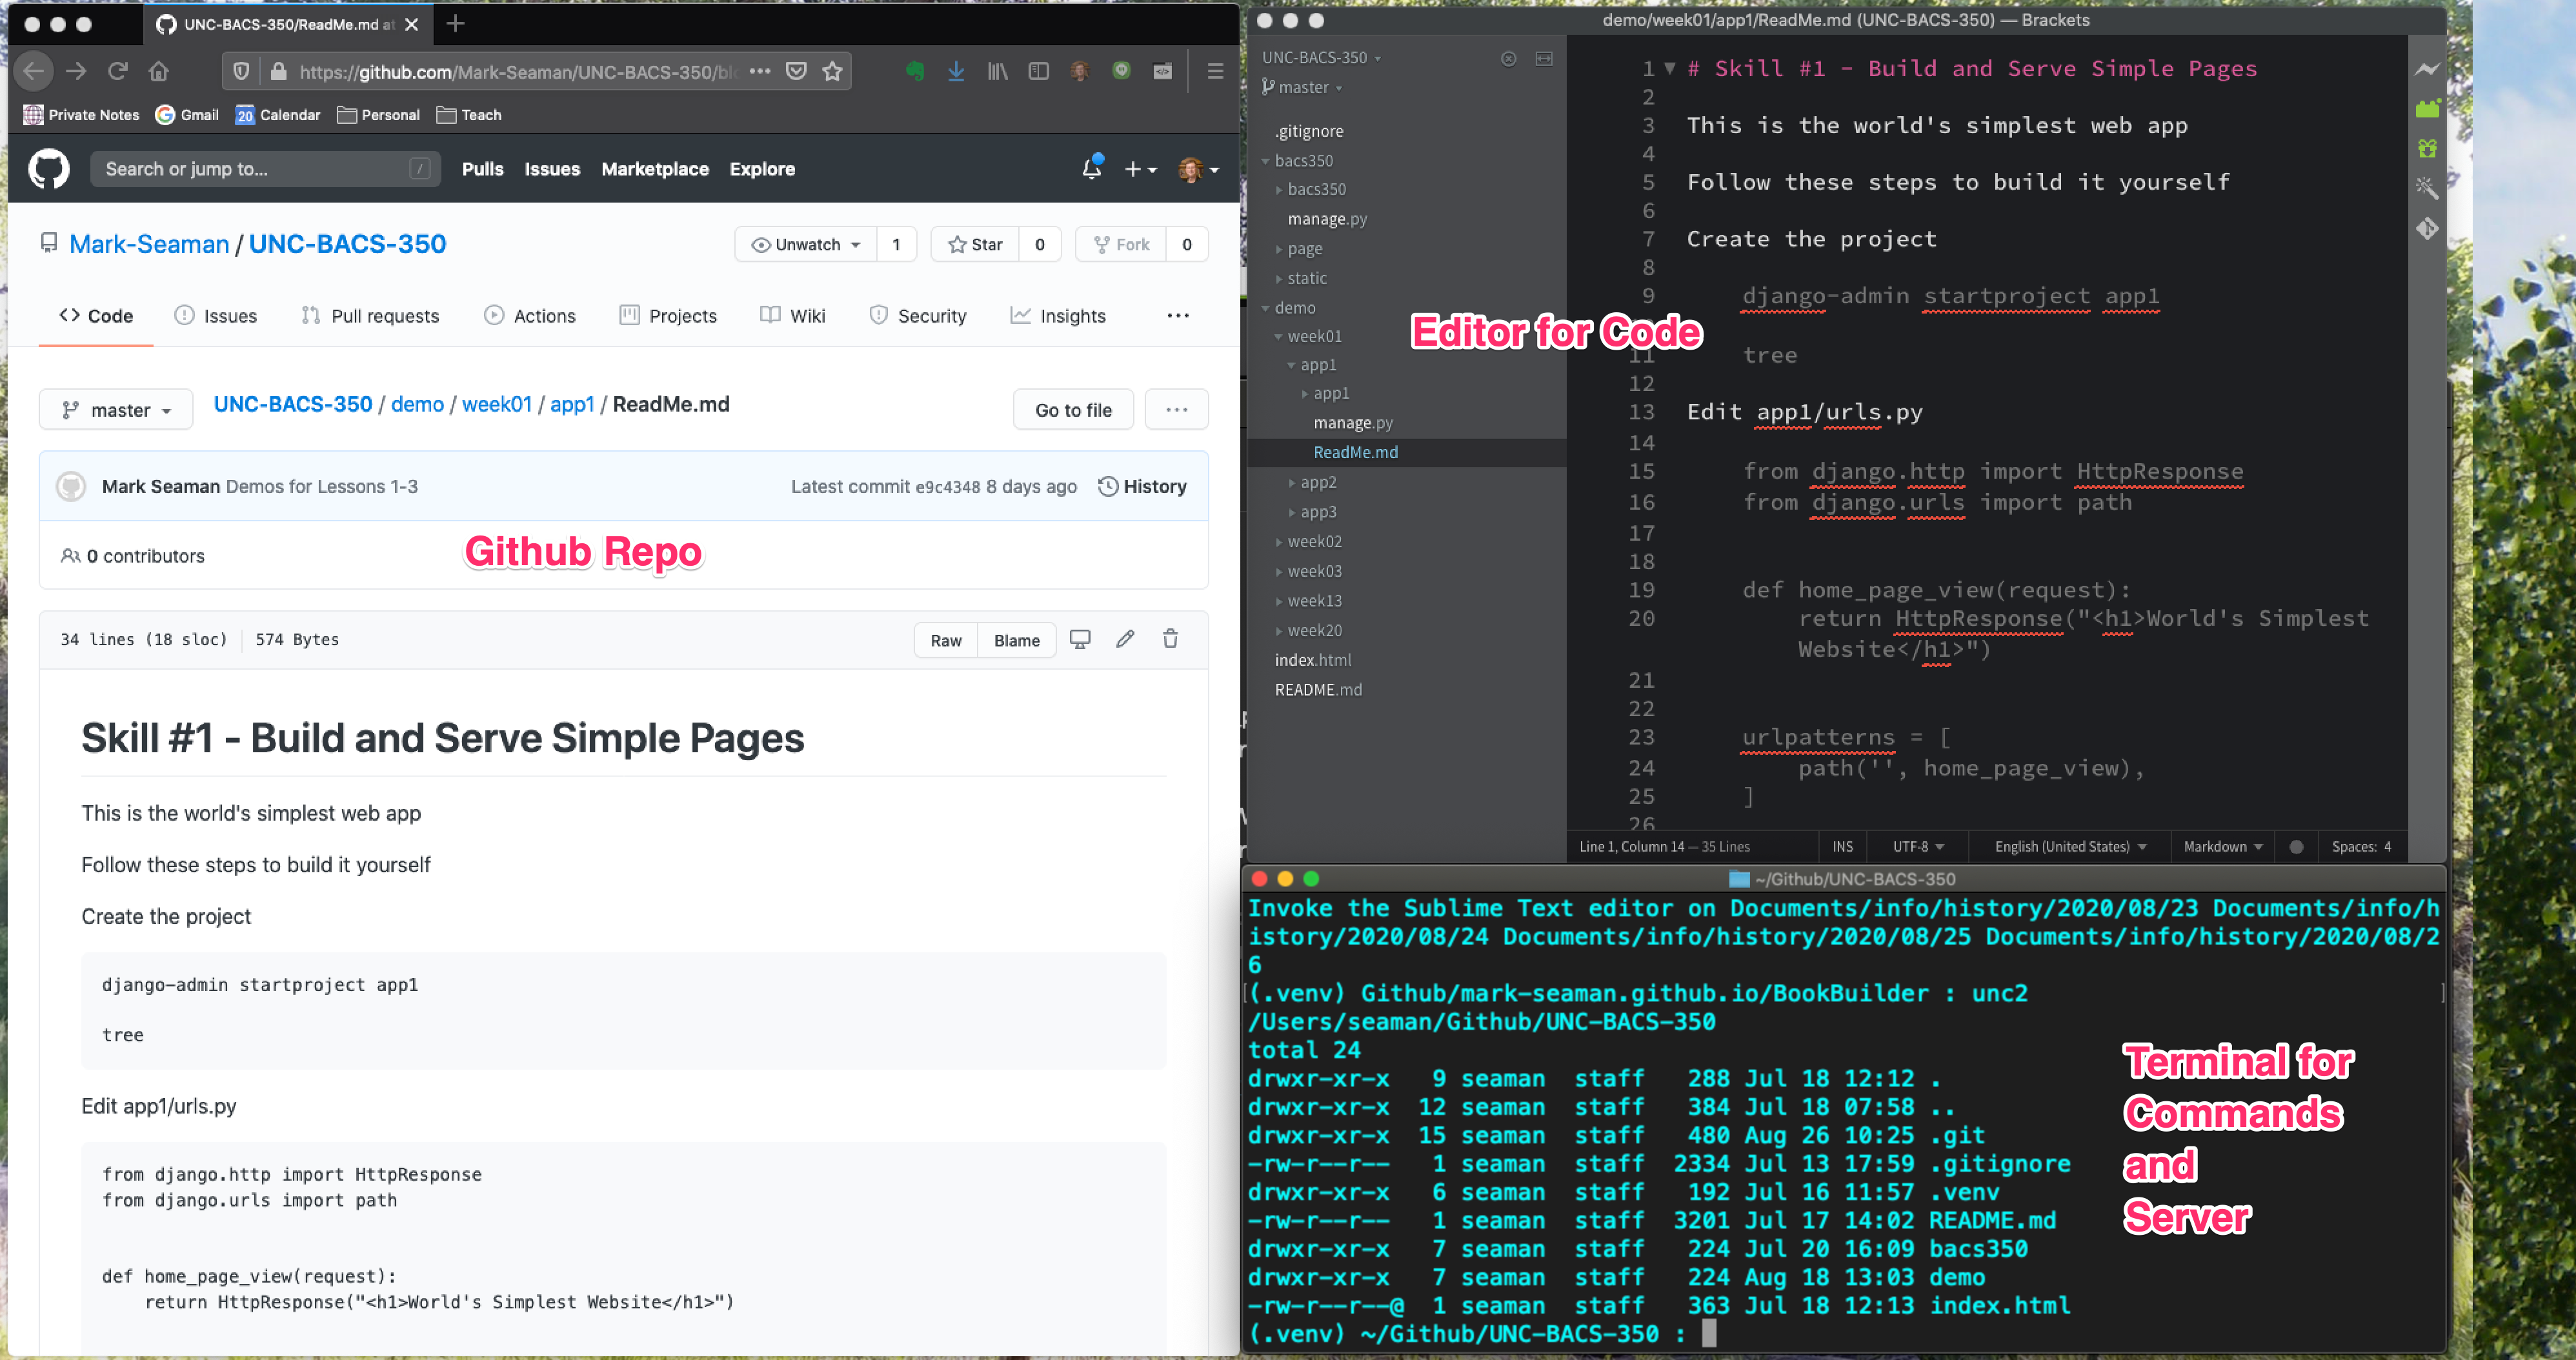 UNC-BACS-350/ReadMe.md at
https://github.com/Mark-Seaman/UNC-BACS-350/blo
Private Notes Gmail 20 Calendar Personal Teach
Search or jump to... / Pulls Issues Marketplace Explore
Mark-Seaman / UNC-BACS-350
Unwatch 1 Star 0 Fork 0
Code Issues Pull requests Actions Projects Wiki Security Insights
master UNC-BACS-350 / demo / week01 / app1 / ReadMe.md Go to file
Mark Seaman Demos for Lessons 1-3 Latest commit e9c4348 8 days ago History
0 contributors
Github Repo
34 lines (18 sloc) 574 Bytes Raw Blame
Skill #1 - Build and Serve Simple Pages
This is the world's simplest web app
Follow these steps to build it yourself
Create the project
django-admin startproject app1
tree
Edit app1/urls.py
from django.http import HttpResponse
from django.urls import path
def home_page_view(request):
return HttpResponse("<h1>World's Simplest Website</h1>")
demo/week01/app1/ReadMe.md (UNC-BACS-350) — Brackets
UNC-BACS-350
master
.gitignore
bacs350
bacs350
manage.py
page
static
demo
week01
app1
app1
manage.py
ReadMe.md
app2
app3
week02
week03
week13
week20
index.html
README.md
Editor for Code
1 # Skill #1 - Build and Serve Simple Pages
2
3 This is the world's simplest web app
4
5 Follow these steps to build it yourself
6
7 Create the project
8
9 django-admin startproject app1
11 tree
12
13 Edit app1/urls.py
14
15 from django.http import HttpResponse
16 from django.urls import path
17
18
19 def home_page_view(request):
20 return HttpResponse("<h1>World's Simplest
Website</h1>")
21
22
23 urlpatterns = [
24 path('', home_page_view),
25 ]
26
Line 1, Column 14 — 35 Lines INS UTF-8 English (United States) Markdown Spaces: 4
~/Github/UNC-BACS-350
Invoke the Sublime Text editor on Documents/info/history/2020/08/23 Documents/info/h
istory/2020/08/24 Documents/info/history/2020/08/25 Documents/info/history/2020/08/2
6
[(.venv) Github/mark-seaman.github.io/BookBuilder : unc2 ]
/Users/seaman/Github/UNC-BACS-350
total 24
drwxr-xr-x 9 seaman staff 288 Jul 18 12:12 .
drwxr-xr-x 12 seaman staff 384 Jul 18 07:58 ..
drwxr-xr-x 15 seaman staff 480 Aug 26 10:25 .git
-rw-r--r-- 1 seaman staff 2334 Jul 13 17:59 .gitignore
drwxr-xr-x 6 seaman staff 192 Jul 16 11:57 .venv
-rw-r--r-- 1 seaman staff 3201 Jul 17 14:02 README.md
drwxr-xr-x 7 seaman staff 224 Jul 20 16:09 bacs350
drwxr-xr-x 7 seaman staff 224 Aug 18 13:03 demo
-rw-r--r--@ 1 seaman staff 363 Jul 18 12:13 index.html
(.venv) ~/Github/UNC-BACS-350 :
Terminal for
Commands
and
Server